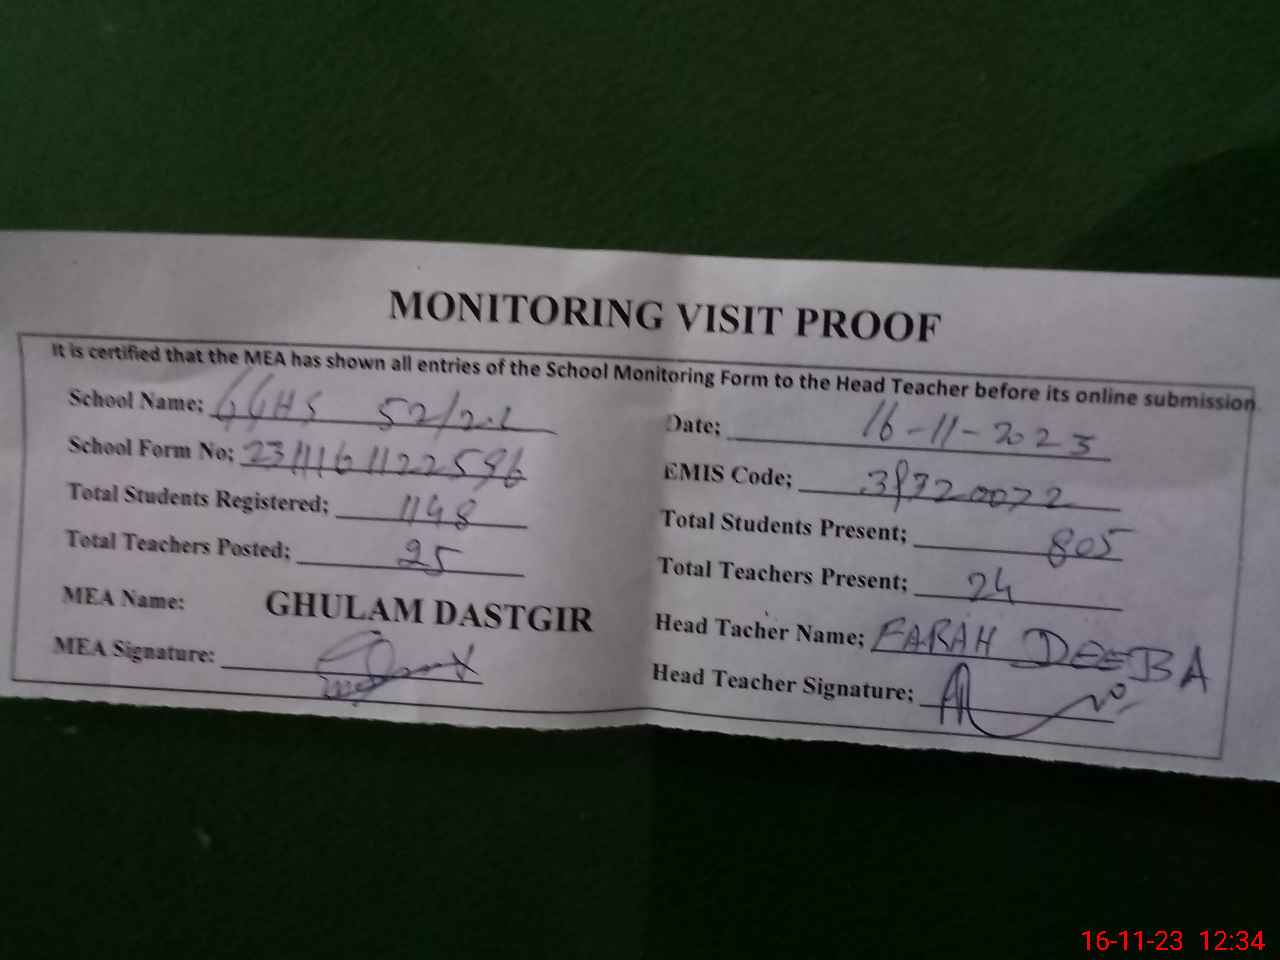 MONITORING VISIT PROOF
It is certified that the MEA has shown all entries of the School Monitoring Form to the Head Teacher before its online submission
School Name; GGHS 52/2.L
Date; 16-11-2023
School Form No; 2311161122596
EMIS Code; 39320072
Total Students Registered; 1148
Total Students Present; 805
Total Teachers Posted; 25
Total Teachers Present; 24
MEA Name: GHULAM DASTGIR
Head Tacher Name; FARAH DEEBA
MEA Signature:
Head Teacher Signature;
16-11-23 12:34